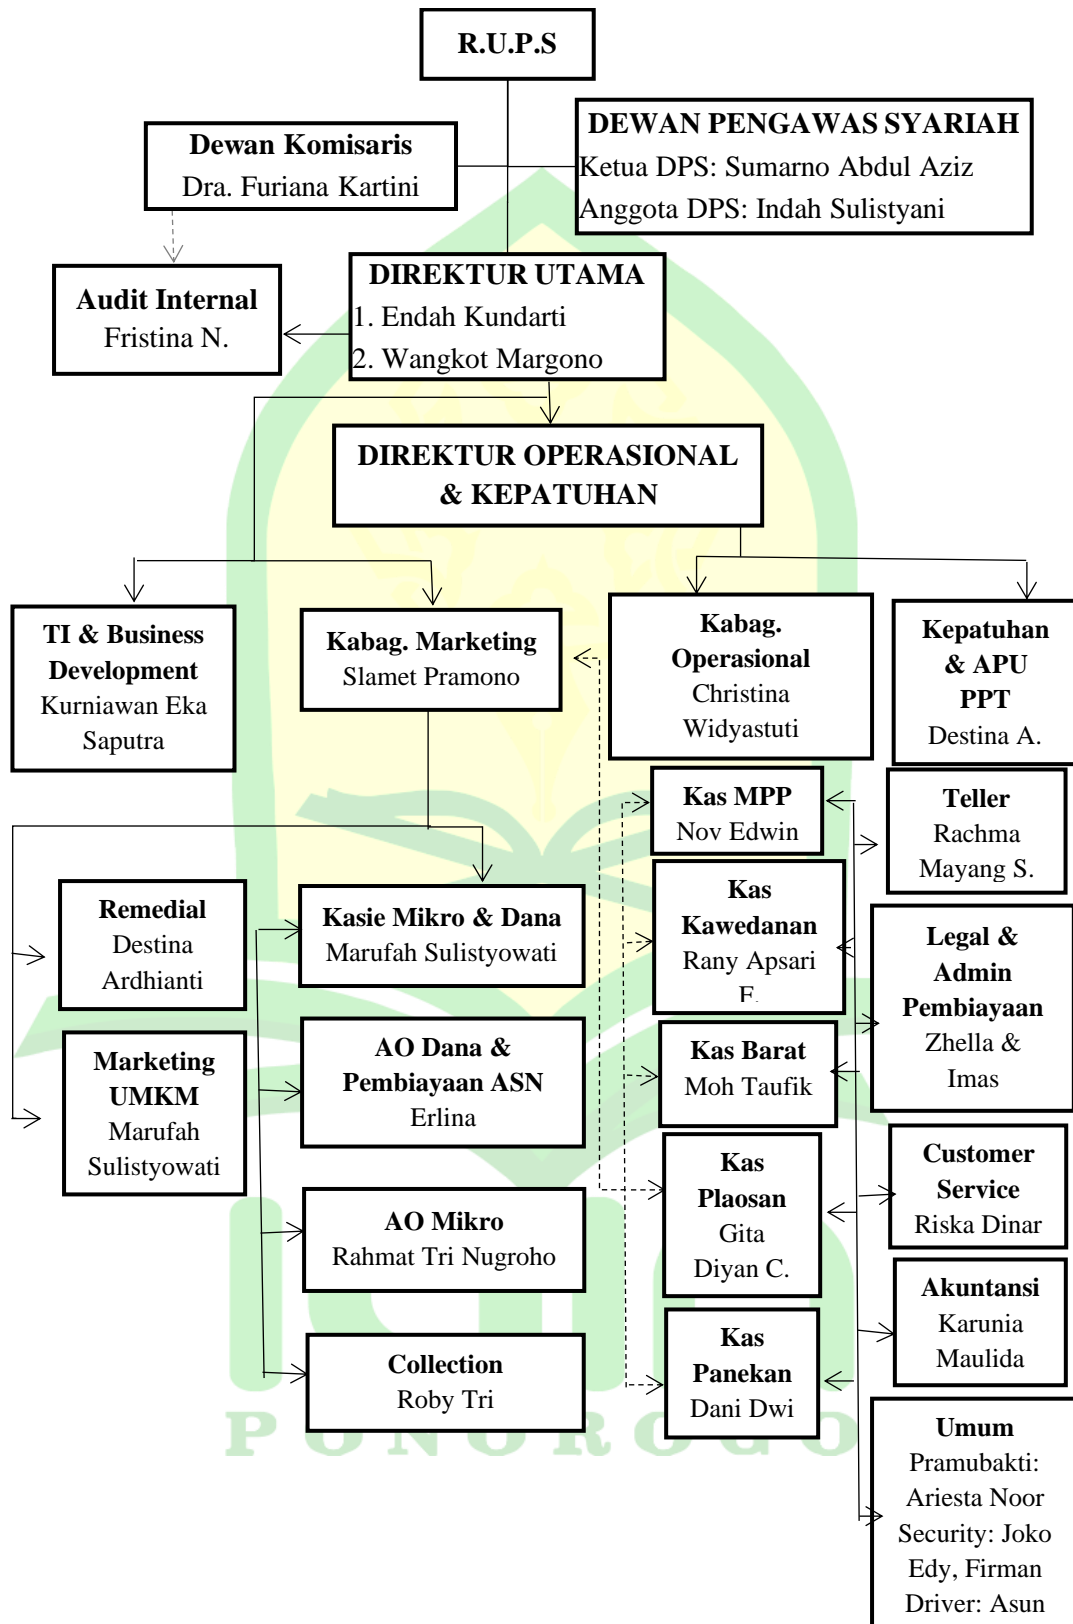 R.U.P.S
DEWAN PENGAWAS SYARIAH
Ketua DPS: Sumarno Abdul Aziz
Anggota DPS: Indah Sulistyani
Dewan Komisaris
Dra. Furiana Kartini
DIREKTUR UTAMA
1. Endah Kundarti
2. Wangkot Margono
Audit Internal
Fristina N.
DIREKTUR OPERASIONAL
& KEPATUHAN
TI & Business
Development
Kurniawan Eka
Saputra
Kabag. Marketing
Slamet Pramono
Kabag.
Operasional
Christina
Widyastuti
Kepatuhan
& APU
PPT
Destina A.
Remedial
Destina
Ardhianti
Marketing
UMKM
Marufah
Sulistyowati
Kasie Mikro & Dana
Marufah Sulistyowati
AO Dana &
Pembiayaan ASN
Erlina
AO Mikro
Rahmat Tri Nugroho
Collection
Roby Tri
Kas MPP
Nov Edwin
Kas
Kawedanan
Rany Apsari
Kas Barat
Moh Taufik
Kas
Plaosan
Gita
Diyan C.
Kas
Panekan
Dani Dwi
Teller
Rachma
Mayang S.
Legal &
Admin
Pembiayaan
Zhella &
Imas
Customer
Service
Riska Dinar
Akuntansi
Karunia
Maulida
Umum
Pramubakti:
Ariesta Noor
Security: Joko
Edy, Firman
Driver: Asun
PONOROGO